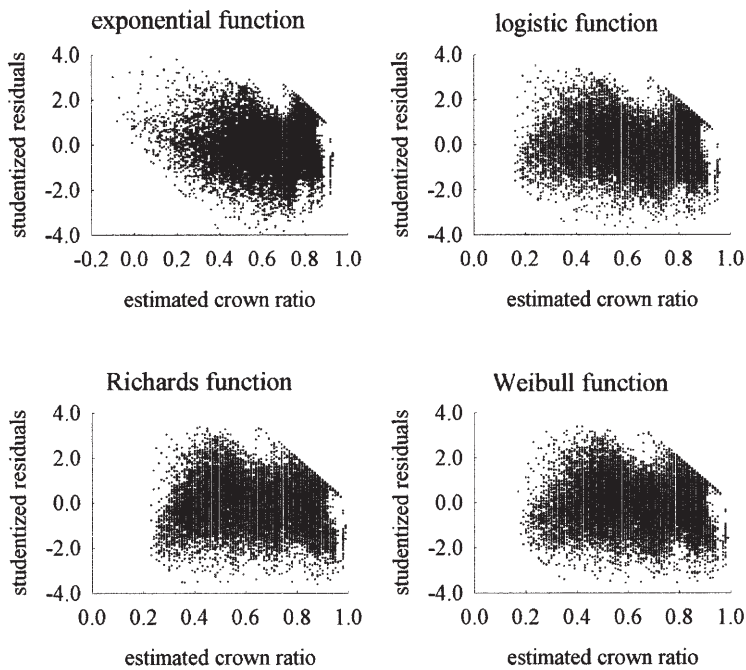 exponential function
4.0
2.0
0.0
-2.0
-4.0
studentized residuals
-0.2 0.0 0.2 0.4 0.6 0.8 1.0
estimated crown ratio
logistic function
4.0
2.0
0.0
-2.0
-4.0
studentized residuals
0.0 0.2 0.4 0.6 0.8 1.0
estimated crown ratio
Richards function
4.0
2.0
0.0
-2.0
-4.0
studentized residuals
0.0 0.2 0.4 0.6 0.8 1.0
estimated crown ratio
Weibull function
4.0
2.0
0.0
-2.0
-4.0
studentized residuals
0.0 0.2 0.4 0.6 0.8 1.0
estimated crown ratio